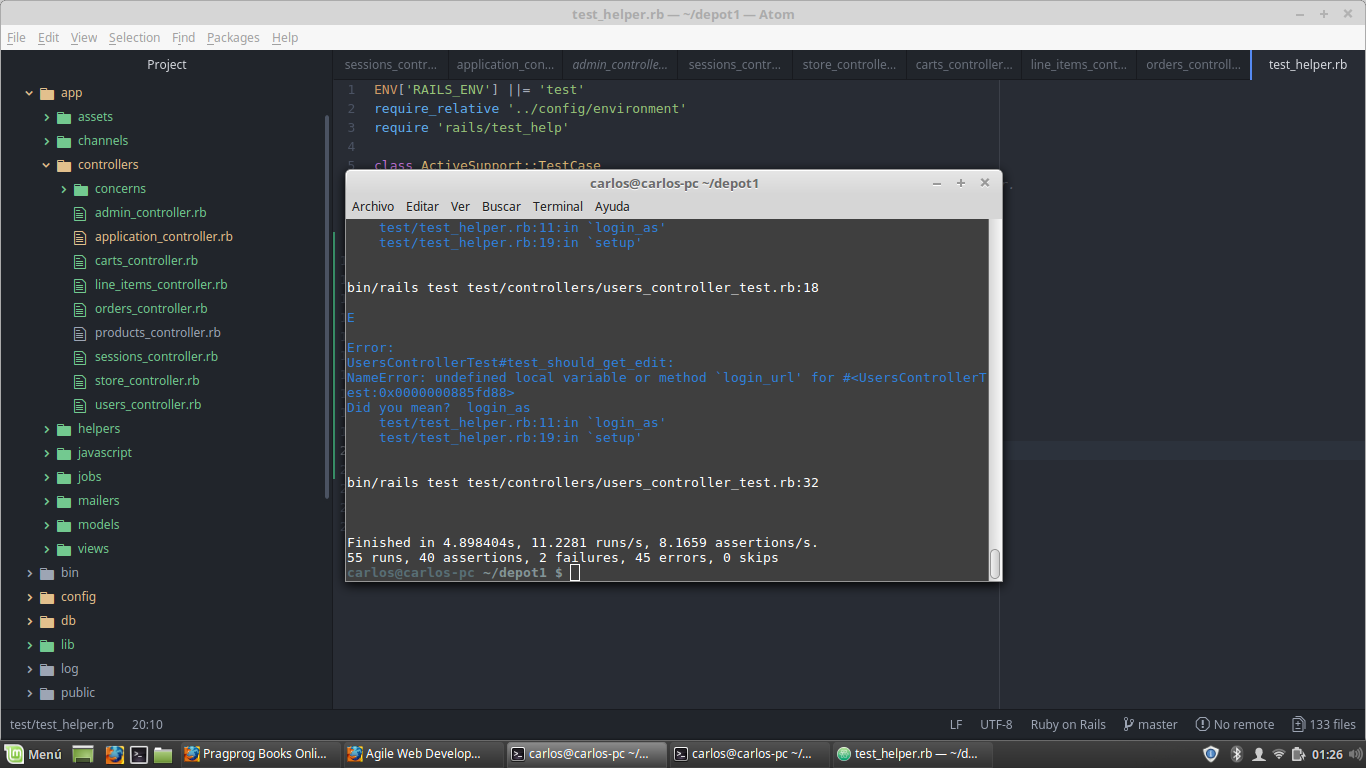 test_helper.rb — ~/depot1 — Atom
File Edit View Selection Find Packages Help
Project
sessions_contr... application_con... admin_controlle... sessions_contr... store_controlle... carts_controller... line_items_cont... orders_controll... test_helper.rb
app
assets
channels
controllers
concerns
admin_controller.rb
application_controller.rb
carts_controller.rb
line_items_controller.rb
orders_controller.rb
products_controller.rb
sessions_controller.rb
store_controller.rb
users_controller.rb
helpers
javascript
jobs
mailers
models
views
bin
config
db
lib
log
public
1 ENV['RAILS_ENV'] ||= 'test'
2 require_relative '../config/environment'
3 require 'rails/test_help'
4
5 class ActiveSupport::TestCase
carlos@carlos-pc ~/depot1
Archivo Editar Ver Buscar Terminal Ayuda
test/test_helper.rb:11:in `login_as'
test/test_helper.rb:19:in `setup'
bin/rails test test/controllers/users_controller_test.rb:18
E
Error:
UsersControllerTest#test_should_get_edit:
NameError: undefined local variable or method `login_url' for #<UsersControllerT
est:0x0000000885fd88>
Did you mean?  login_as
test/test_helper.rb:11:in `login_as'
test/test_helper.rb:19:in `setup'
bin/rails test test/controllers/users_controller_test.rb:32
Finished in 4.898404s, 11.2281 runs/s, 8.1659 assertions/s.
55 runs, 40 assertions, 2 failures, 45 errors, 0 skips
carlos@carlos-pc ~/depot1 $
test/test_helper.rb 20:10 LF UTF-8 Ruby on Rails master No remote 133 files
Menú Pragprog Books Onli... Agile Web Develop... carlos@carlos-pc ~/... carlos@carlos-pc ~/... test_helper.rb — ~/d... 01:26